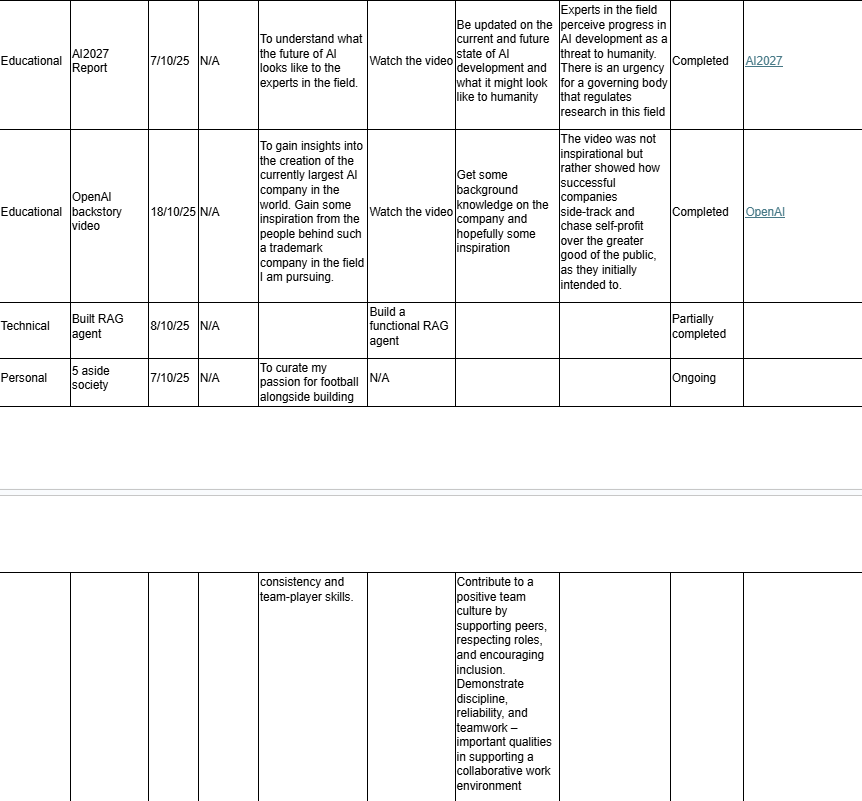 Educational
AI2027
Report
7/10/25
N/A
To understand what
the future of AI
looks like to the
experts in the field.
Watch the video
Be updated on the
current and future
state of AI
development and
what it might look
like to humanity
Experts in the field
perceive progress in
AI development as a
threat to humanity.
There is an urgency
for a governing body
that regulates
research in this field
Completed
AI2027
Educational
OpenAI
backstory
video
18/10/25
N/A
To gain insights into
the creation of the
currently largest AI
company in the
world. Gain some
inspiration from the
people behind such
a trademark
company in the field
I am pursuing.
Watch the video
Get some
background
knowledge on the
company and
hopefully some
inspiration
The video was not
inspirational but
rather showed how
successful
companies
side-track and
chase self-profit
over the greater
good of the public,
as they initially
intended to.
Completed
OpenAI
Technical
Built RAG
agent
8/10/25
N/A
Build a
functional RAG
agent
Partially
completed
Personal
5 aside
society
7/10/25
N/A
To curate my
passion for football
alongside building
N/A
Ongoing
consistency and
team-player skills.
Contribute to a
positive team
culture by
supporting peers,
respecting roles,
and encouraging
inclusion.
Demonstrate
discipline,
reliability, and
teamwork –
important qualities
in supporting a
collaborative work
environment